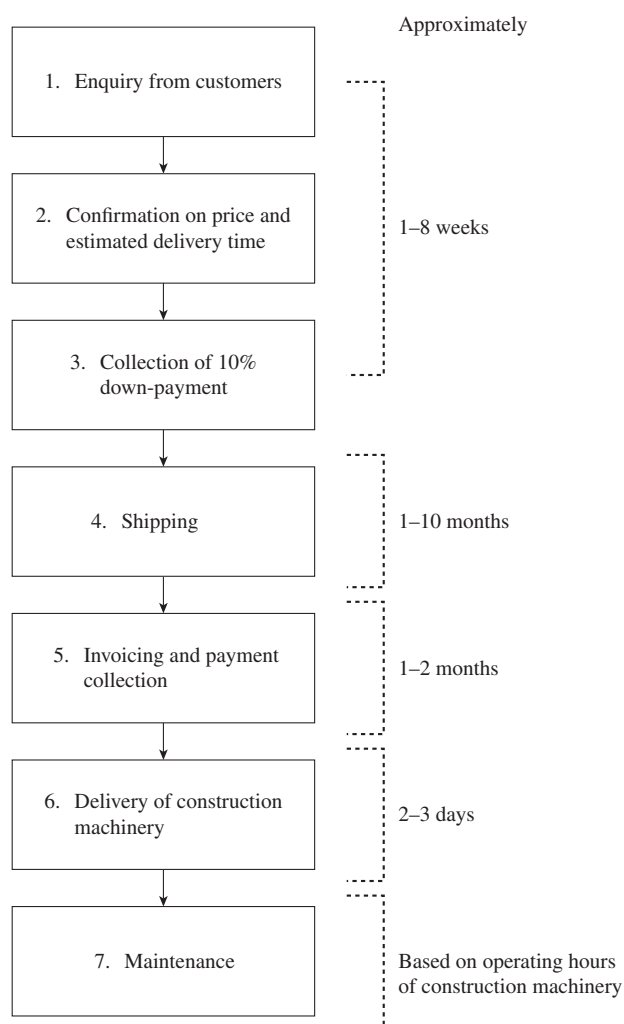 Approximately
1. Enquiry from customers
2. Confirmation on price and
estimated delivery time
1–8 weeks
3. Collection of 10%
down-payment
4. Shipping
1–10 months
5. Invoicing and payment
collection
1–2 months
6. Delivery of construction
machinery
2–3 days
7. Maintenance
Based on operating hours
of construction machinery